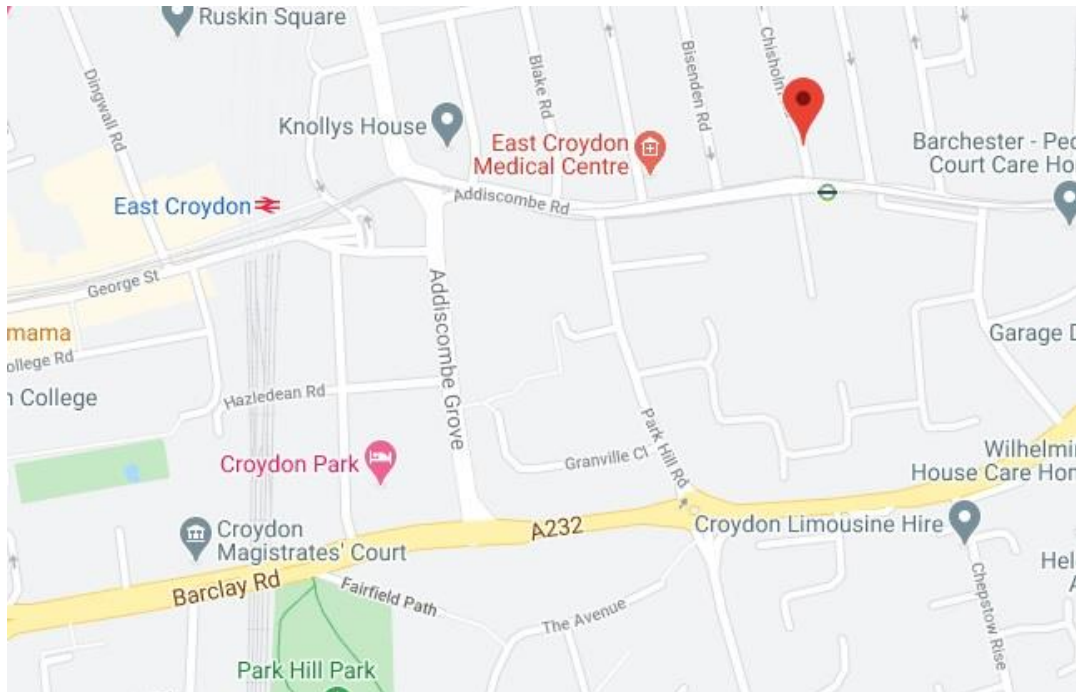 Ruskin Square
Dingwall Rd
Blake Rd
Bisenden Rd
Chisholm
Knollys House
East Croydon
Medical Centre
Barchester - Pec
Court Care Ho
East Croydon
Addiscombe Rd
George St
Addiscombe Grove
mama
ollege Rd
n College
Garage D
Hazledean Rd
Park Hill Rd
Croydon Park
Granville Cl
Wilhelmin
House Care Hom
A232
Croydon Limousine Hire
Croydon
Magistrates' Court
Barclay Rd
Fairfield Path
The Avenue
Chepstow Rise
Hel
A
Park Hill Park